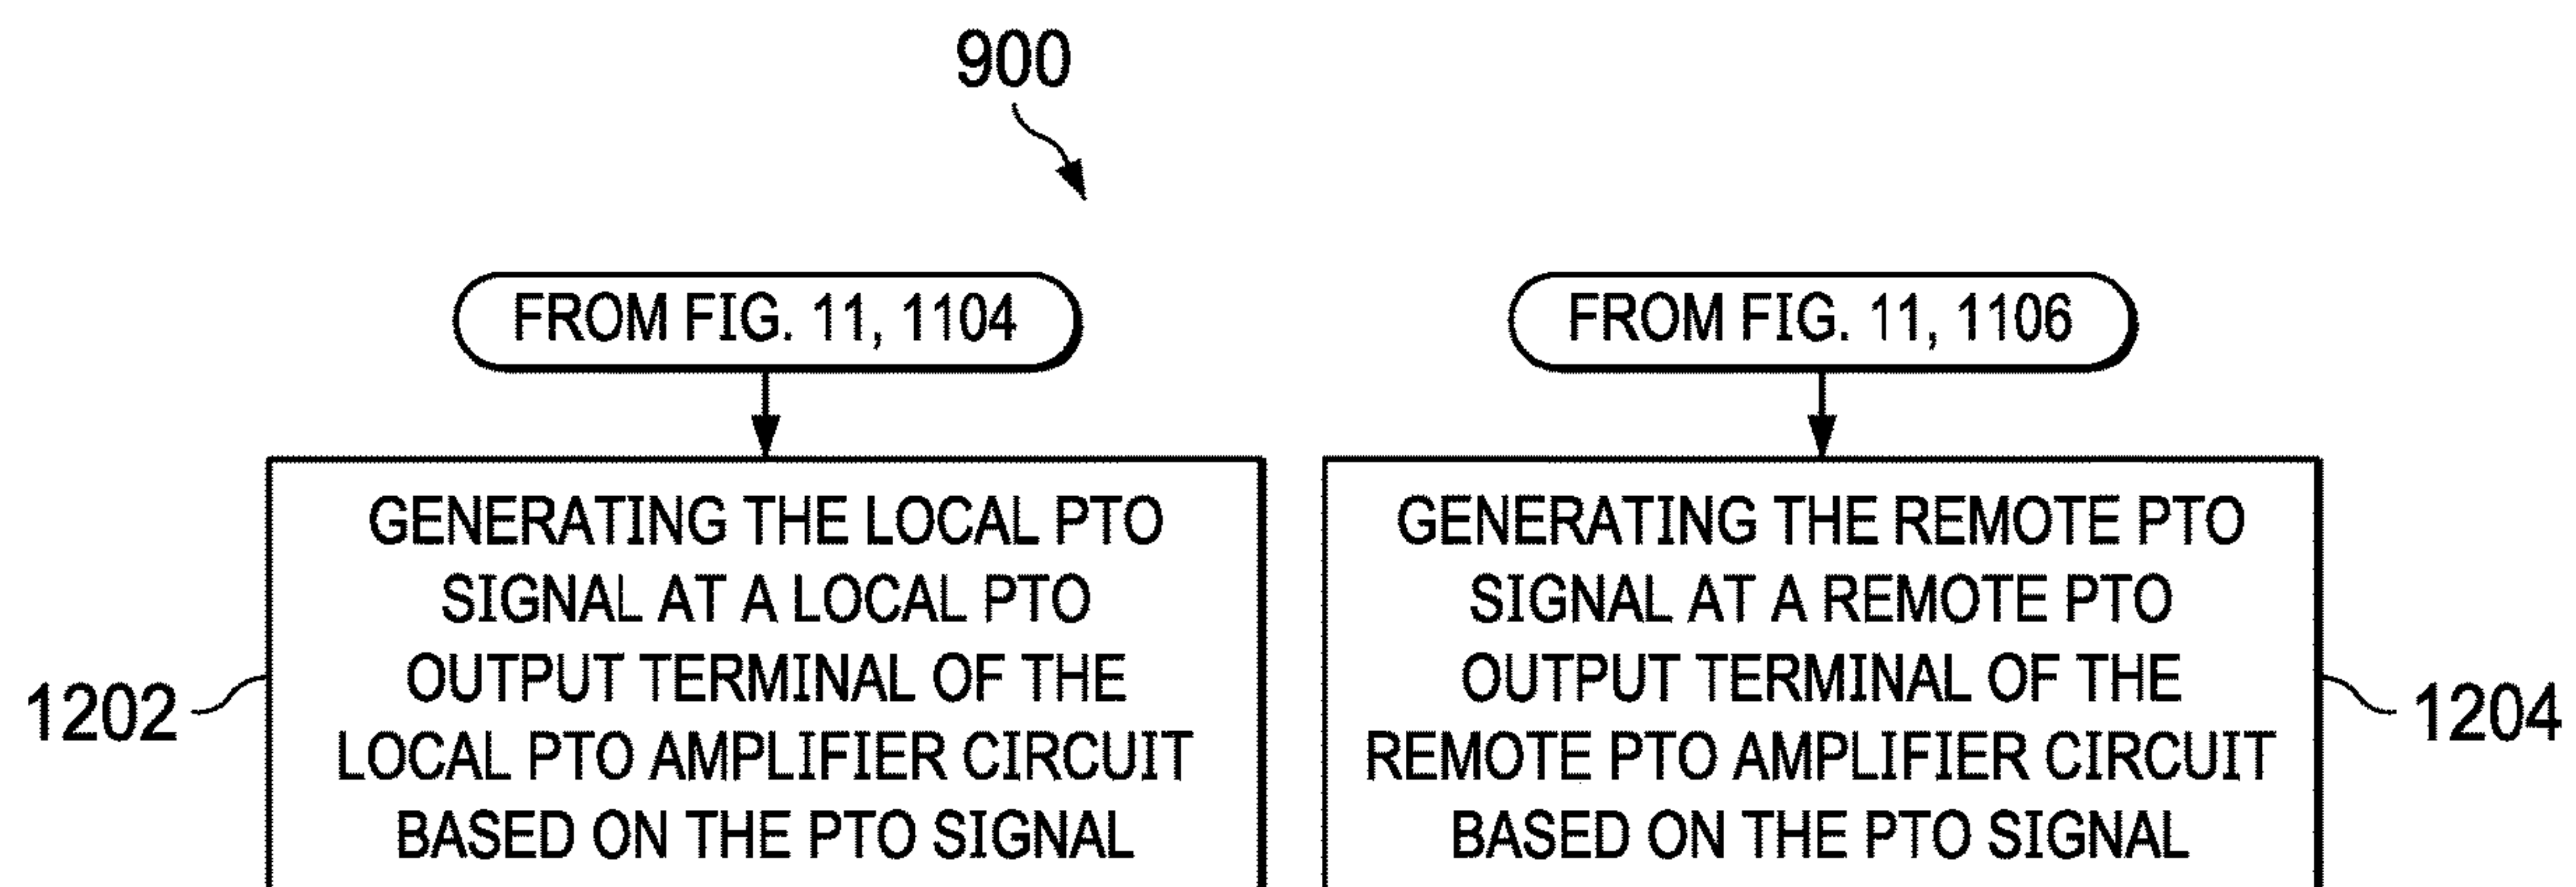 900
FROM FIG. 11, 1104
FROM FIG. 11, 1106
1202
GENERATING THE LOCAL PTO
SIGNAL AT A LOCAL PTO
OUTPUT TERMINAL OF THE
LOCAL PTO AMPLIFIER CIRCUIT
BASED ON THE PTO SIGNAL
GENERATING THE REMOTE PTO
SIGNAL AT A REMOTE PTO
OUTPUT TERMINAL OF THE
REMOTE PTO AMPLIFIER CIRCUIT
BASED ON THE PTO SIGNAL
1204